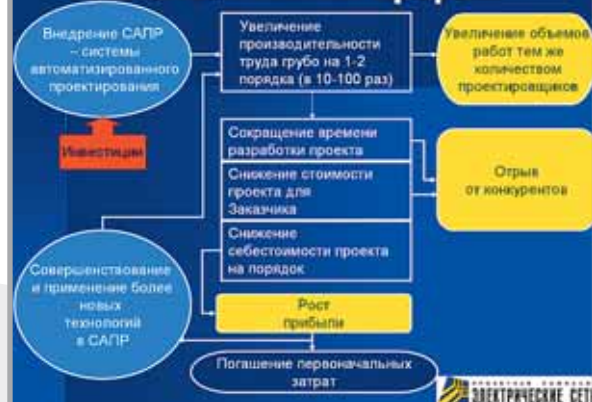 Внедрение САПР
– системы
автоматизированного
проектирования
Увеличение
производительности
труда грубо на 1-2
порядка (в 10-100 раз)
Увеличение объемов
работ тем же
количеством
проектировщиков
Инвестиции
Сокращение времени
разработки проекта
Снижение стоимости
проекта для
Заказчика
Снижение
себестоимости проекта
на порядок
Отрыв
от конкурентов
Совершенствование
и применение более
новых
технологий
в САПР
Рост
прибыли
Погашение первоначальных
затрат
ЭЛЕКТРИЧЕСКИЕ СЕТИ